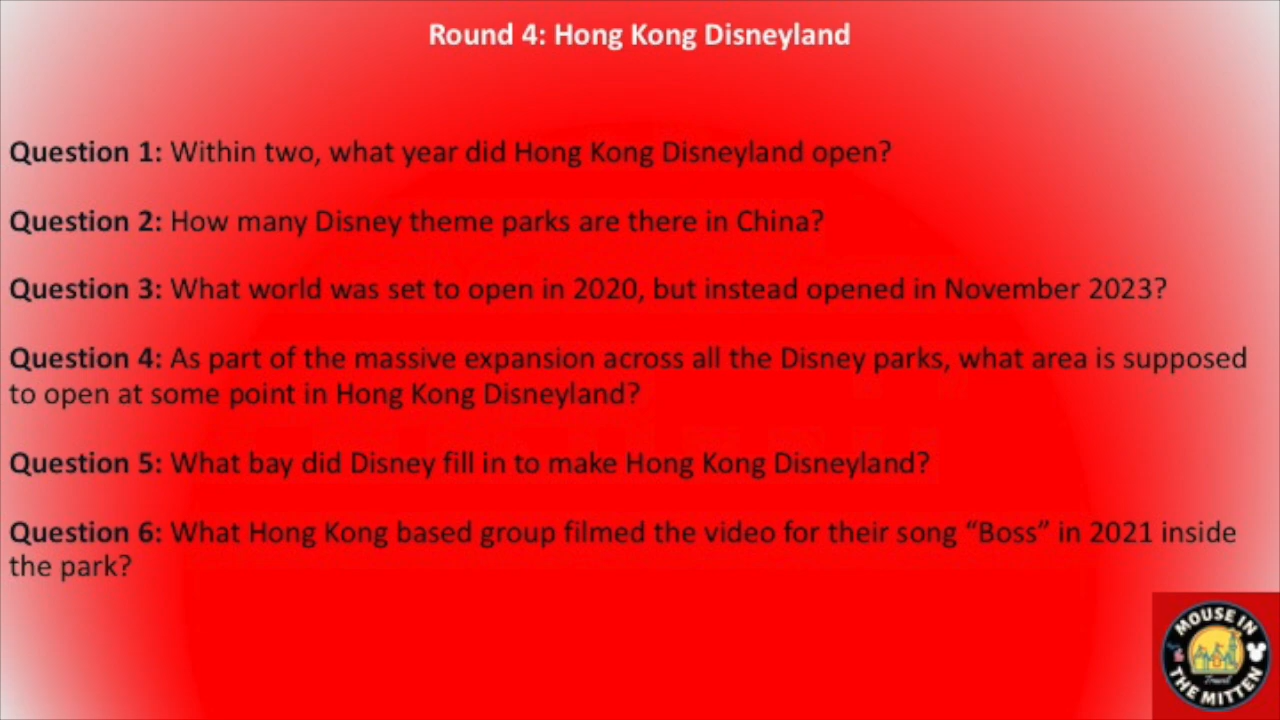 Round 4: Hong Kong Disneyland
Question 1: Within two, what year did Hong Kong Disneyland open?
Question 2: How many Disney theme parks are there in China?
Question 3: What world was set to open in 2020, but instead opened in November 2023?
Question 4: As part of the massive expansion across all the Disney parks, what area is supposed
to open at some point in Hong Kong Disneyland?
Question 5: What bay did Disney fill in to make Hong Kong Disneyland?
Question 6: What Hong Kong based group filmed the video for their song “Boss” in 2021 inside
the park?
MOUSE IN
Travel
THE MITTEN